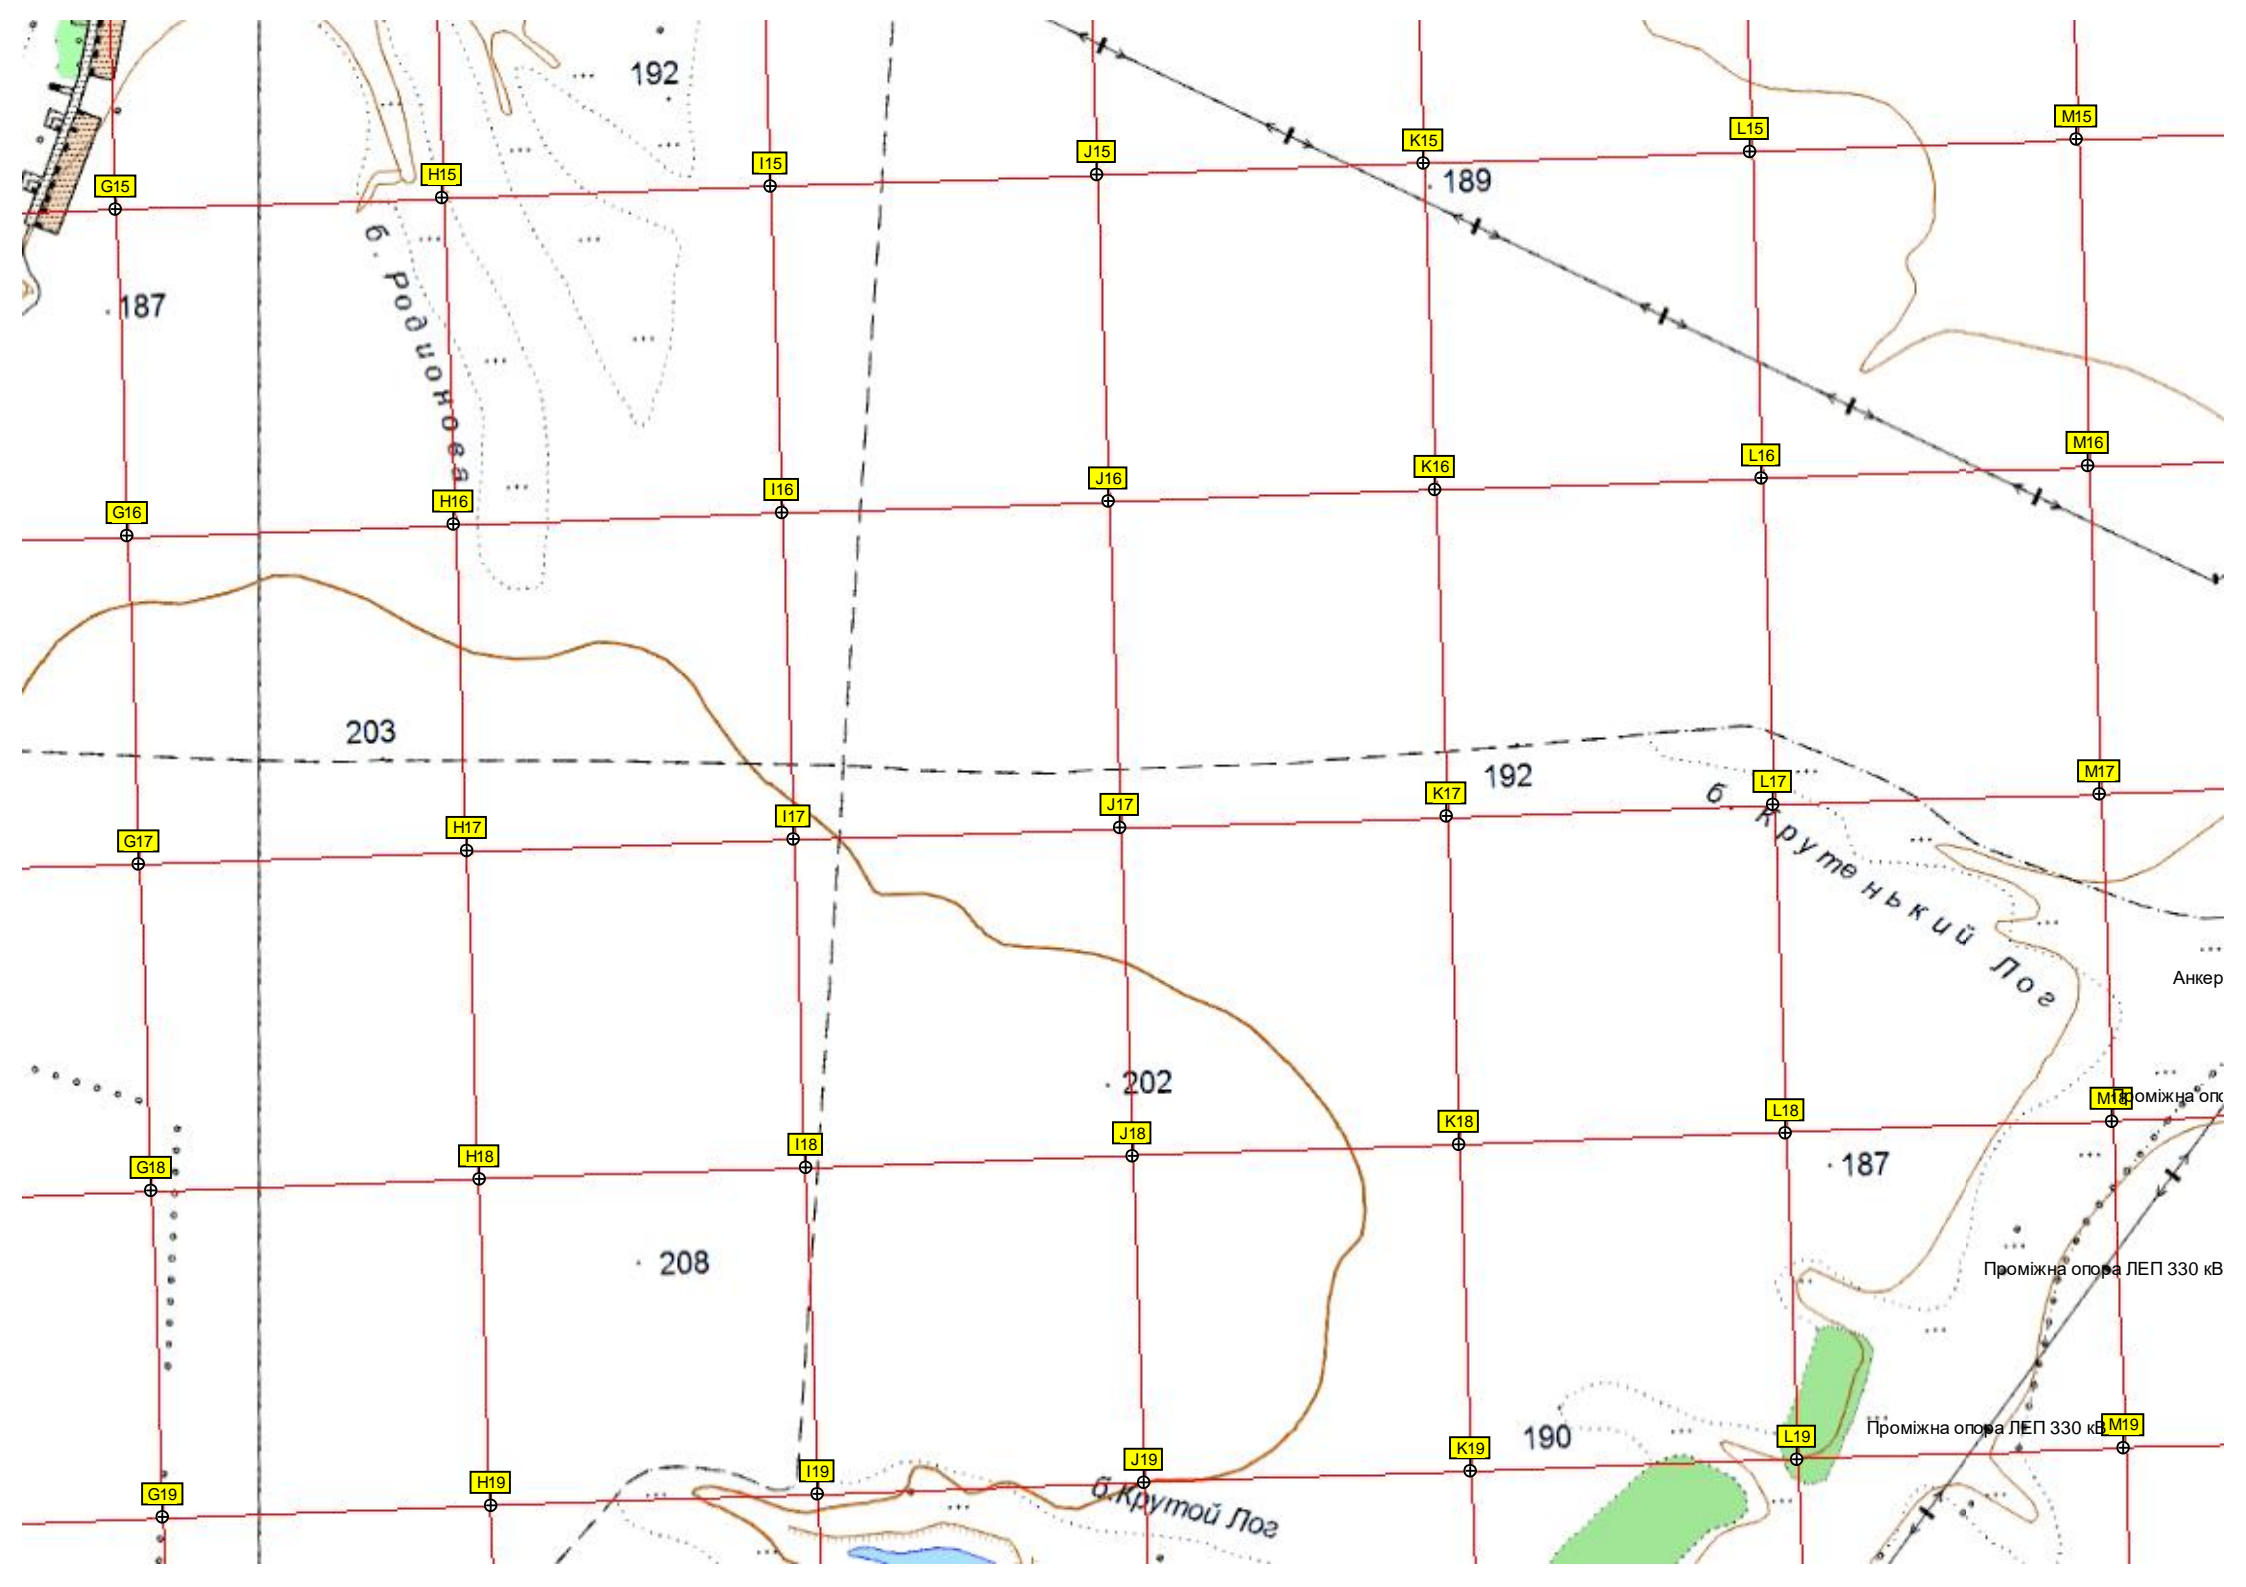 192
M15
L15
K15
J15
I15
H15
G15
189
б. Родионова
187
M16
L16
K16
J16
I16
H16
G16
203
192
M17
L17
K17
J17
I17
H17
G17
б. Крутенький Лог
Анкер
202
M18
Проміжна опо
L18
K18
J18
I18
H18
G18
187
208
Проміжна опора ЛЕП 330 кВ
Проміжна опора ЛЕП 330 кВ
M19
L19
190
K19
J19
I19
H19
G19
б.Крутой Лог